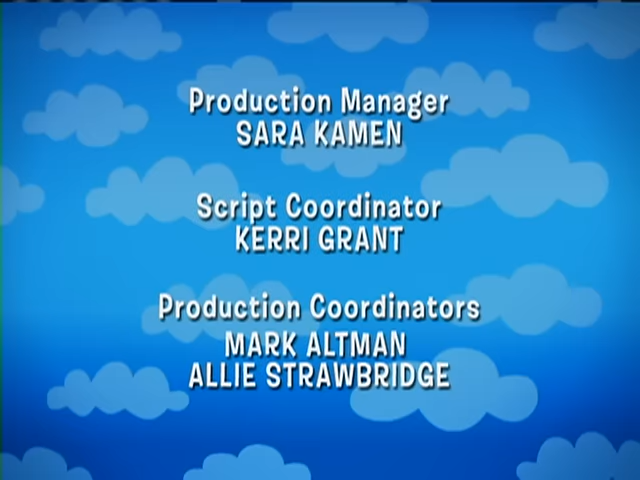 Production Manager
SARA KAMEN
Script Coordinator
KERRI GRANT
Production Coordinators
MARK ALTMAN
ALLIE STRAWBRIDGE